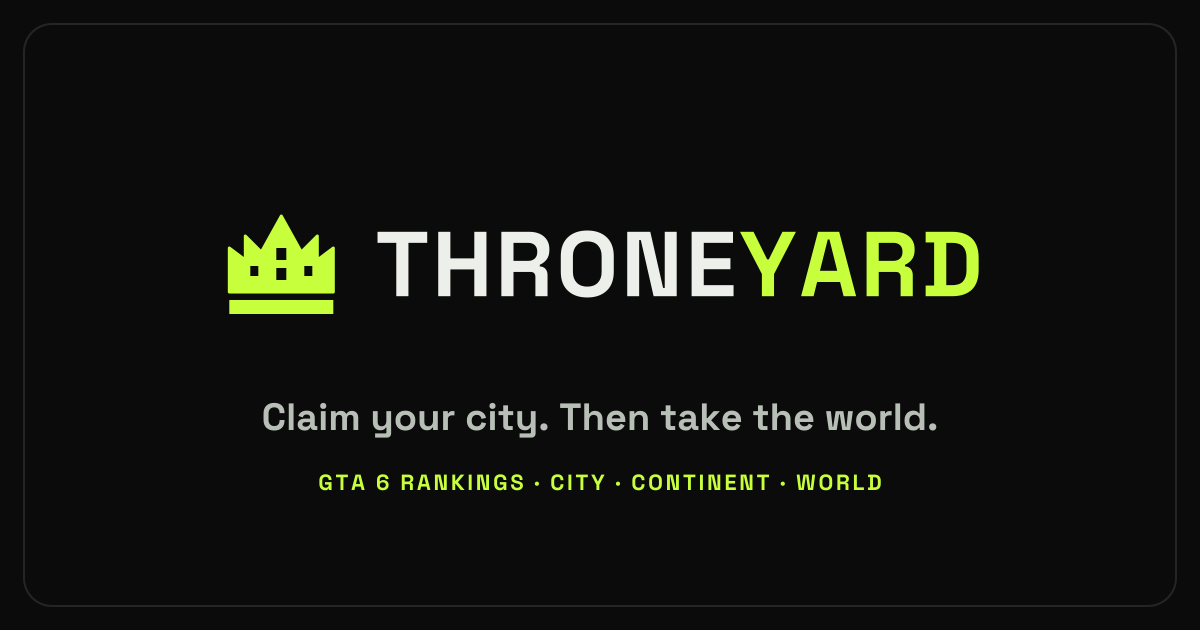 THRONEYARD
Claim your city. Then take the world.
GTA 6 RANKINGS · CITY · CONTINENT · WORLD